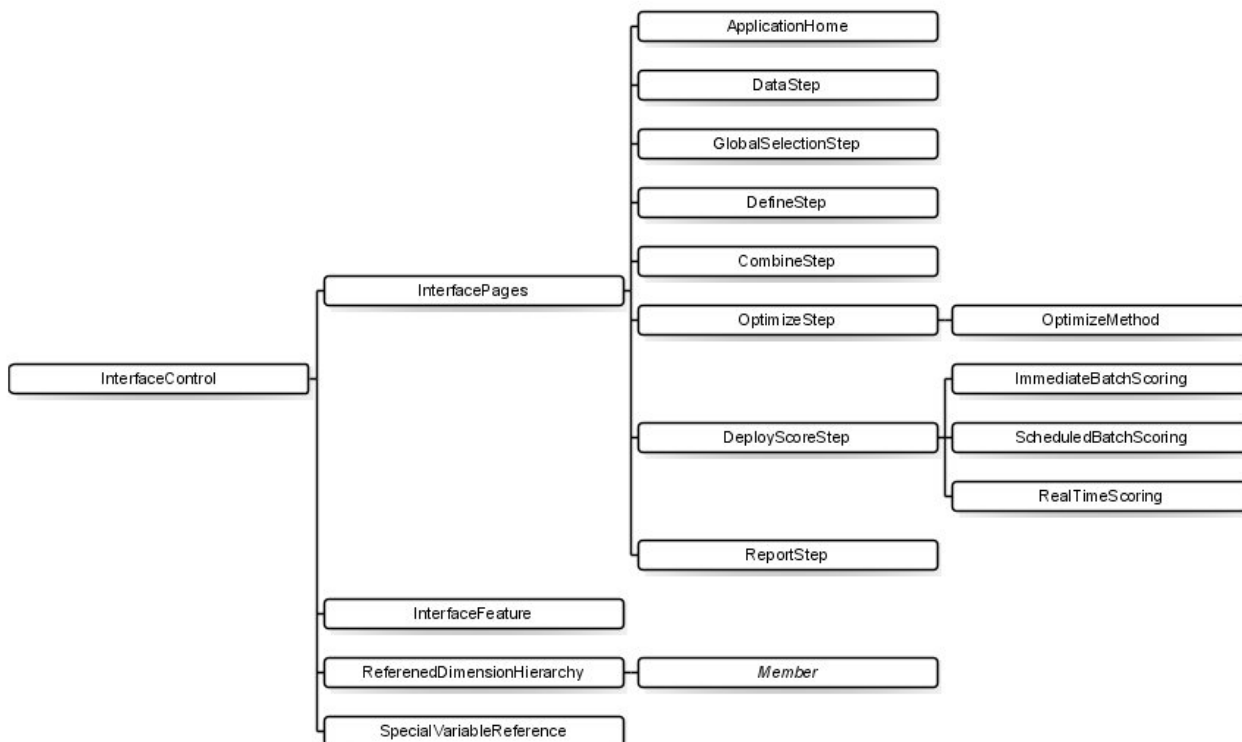 ApplicationHome
DataStep
GlobalSelectionStep
DefineStep
CombineStep
InterfacePages
OptimizeStep
OptimizeMethod
InterfaceControl
ImmediateBatchScoring
DeployScoreStep
ScheduledBatchScoring
RealTimeScoring
ReportStep
InterfaceFeature
ReferenedDimensionHierarchy
Member
SpecialVariableReference